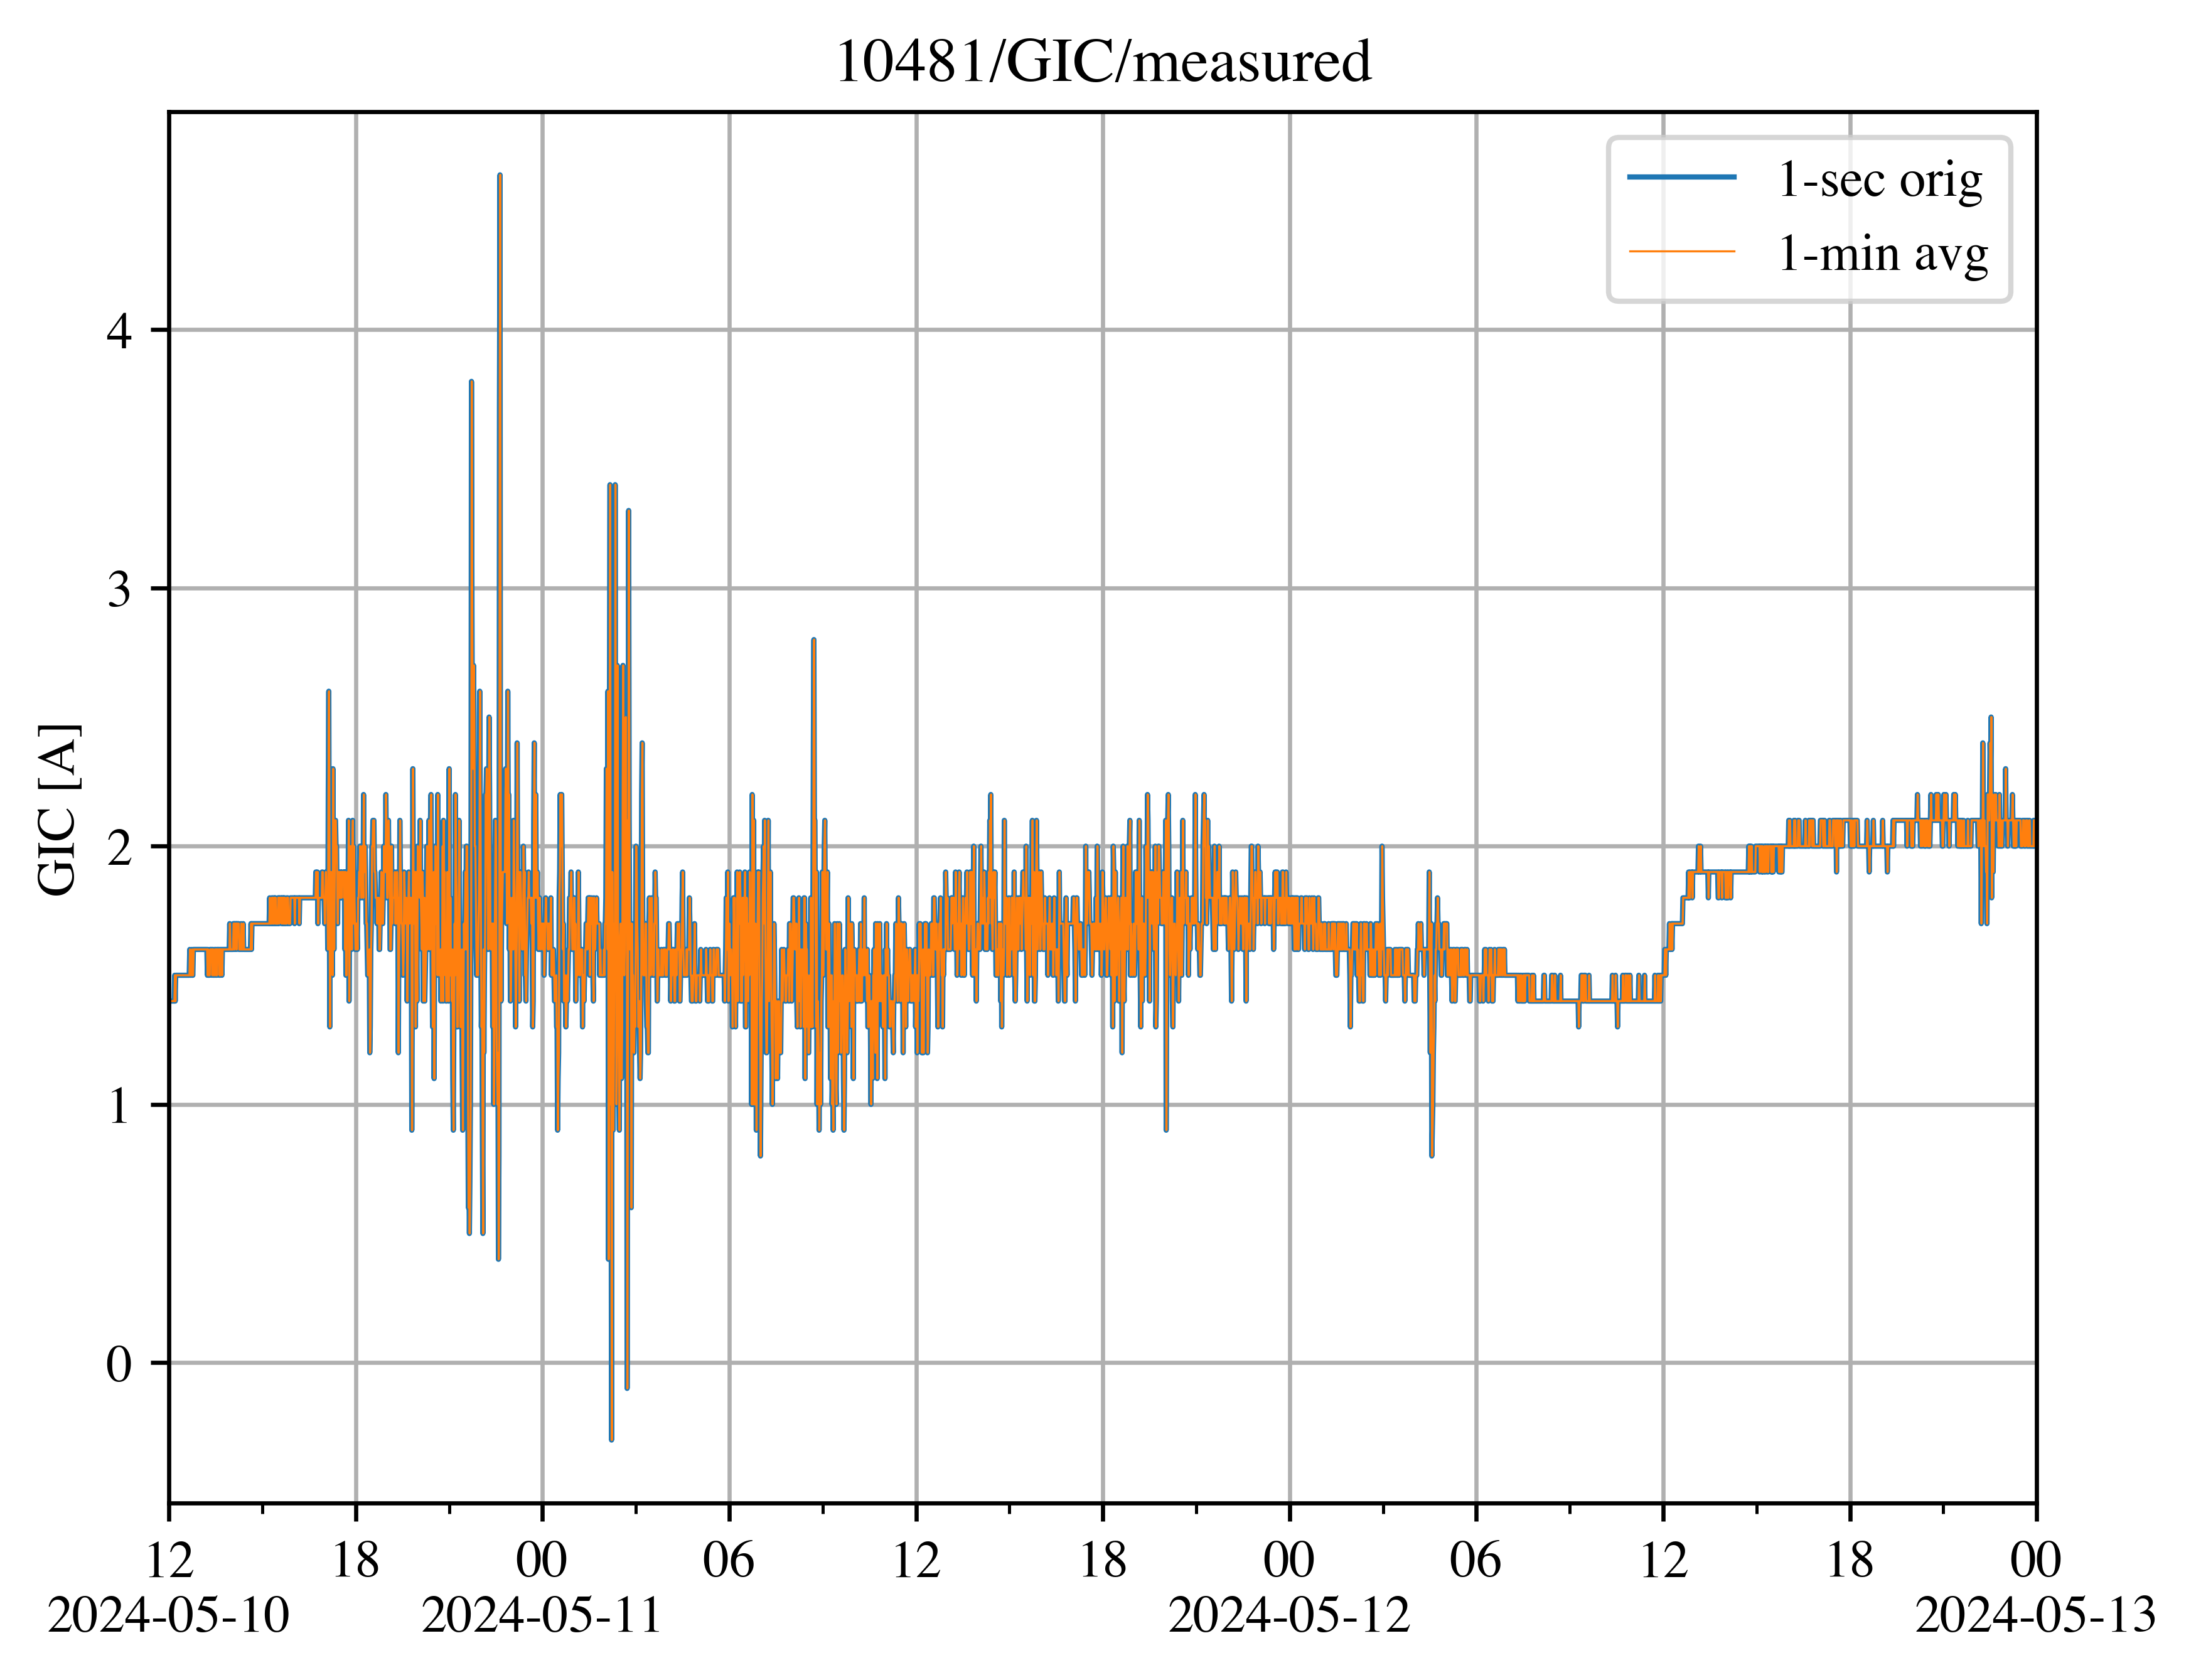 10481/GIC/measured
1-sec orig
1-min avg
GIC [A]
4
3
2
1
0
12 18 00 06 12 18 00 06 12 18 00
2024-05-10 2024-05-11 2024-05-12 2024-05-13